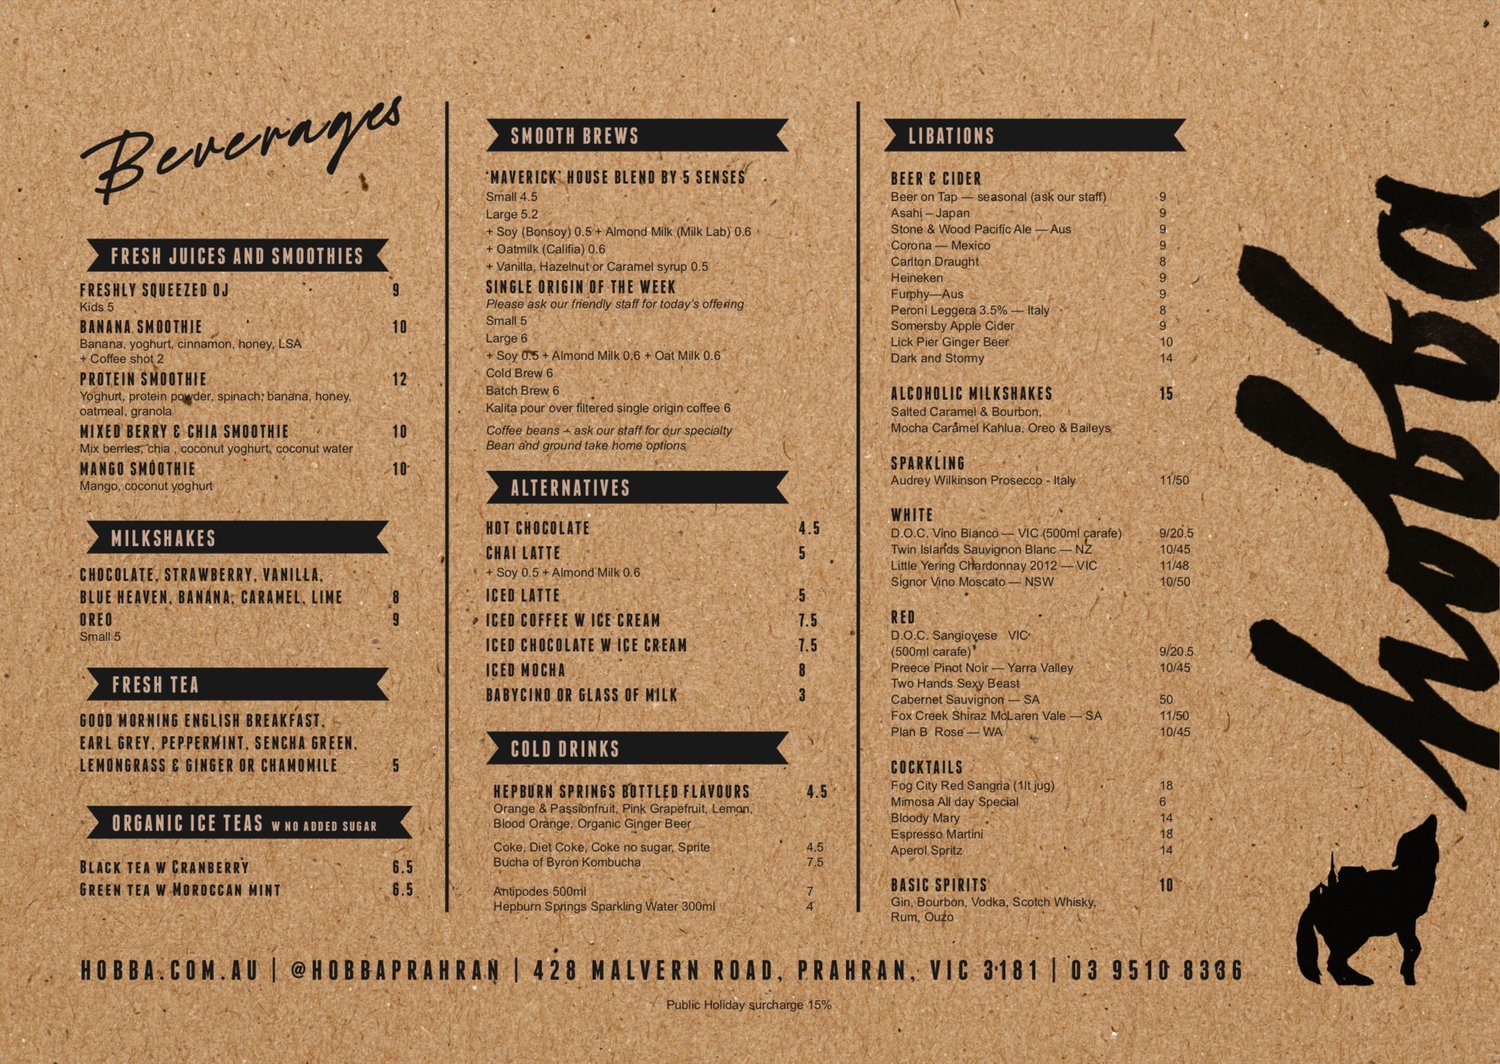 Beverages
FRESH JUICES AND SMOOTHIES
FRESHLY SQUEEZED OJ 9
Kids 5
BANANA SMOOTHIE 10
Banana, yoghurt, cinnamon, honey, LSA
+ Coffee shot 2
PROTEIN SMOOTHIE 12
Yoghurt, protein powder, spinach, banana, honey,
oatmeal, granola
MIXED BERRY & CHIA SMOOTHIE 10
Mix berries, chia , coconut yoghurt, coconut water
MANGO SMOOTHIE 10
Mango, coconut yoghurt
MILKSHAKES
CHOCOLATE, STRAWBERRY, VANILLA,
BLUE HEAVEN, BANANA, CARAMEL, LIME 8
OREO 9
Small 5
FRESH TEA
GOOD MORNING ENGLISH BREAKFAST,
EARL GREY, PEPPERMINT, SENCHA GREEN,
LEMONGRASS & GINGER OR CHAMOMILE 5
ORGANIC ICE TEAS W NO ADDED SUGAR
BLACK TEA W CRANBERRY 6.5
GREEN TEA W MOROCCAN MINT 6.5
SMOOTH BREWS
'MAVERICK' HOUSE BLEND BY 5 SENSES
Small 4.5
Large 5.2
+ Soy (Bonsoy) 0.5 + Almond Milk (Milk Lab) 0.6
+ Oatmilk (Califia) 0.6
+ Vanilla, Hazelnut or Caramel syrup 0.5
SINGLE ORIGIN OF THE WEEK
Please ask our friendly staff for today's offering
Small 5
Large 6
+ Soy 0.5 + Almond Milk 0.6 + Oat Milk 0.6
Cold Brew 6
Batch Brew 6
Kalita pour over filtered single origin coffee 6
Coffee beans – ask our staff for our specialty
Bean and ground take home options
ALTERNATIVES
HOT CHOCOLATE 4.5
CHAI LATTE 5
+ Soy 0.5 + Almond Milk 0.6
ICED LATTE 5
ICED COFFEE W ICE CREAM 7.5
ICED CHOCOLATE W ICE CREAM 7.5
ICED MOCHA 8
BABYCINO OR GLASS OF MILK 3
COLD DRINKS
HEPBURN SPRINGS BOTTLED FLAVOURS 4.5
Orange & Passionfruit, Pink Grapefruit, Lemon,
Blood Orange, Organic Ginger Beer
Coke, Diet Coke, Coke no sugar, Sprite 4.5
Bucha of Byron Kombucha 7.5
Antipodes 500ml 7
Hepburn Springs Sparkling Water 300ml 4
LIBATIONS
BEER & CIDER
Beer on Tap — seasonal (ask our staff) 9
Asahi – Japan 9
Stone & Wood Pacific Ale — Aus 9
Corona — Mexico 9
Carlton Draught 8
Heineken 9
Furphy—Aus 9
Peroni Leggera 3.5% — Italy 8
Somersby Apple Cider 9
Lick Pier Ginger Beer 10
Dark and Stormy 14
ALCOHOLIC MILKSHAKES 15
Salted Caramel & Bourbon,
Mocha Caramel Kahlua, Oreo & Baileys
SPARKLING
Audrey Wilkinson Prosecco - Italy 11/50
WHITE
D.O.C. Vino Bianco — VIC (500ml carafe) 9/20.5
Twin Islands Sauvignon Blanc — NZ 10/45
Little Yering Chardonnay 2012 — VIC 11/48
Signor Vino Moscato — NSW 10/50
RED
D.O.C. Sangiovese VIC
(500ml carafe) 9/20.5
Preece Pinot Noir — Yarra Valley 10/45
Two Hands Sexy Beast
Cabernet Sauvignon — SA 50
Fox Creek Shiraz McLaren Vale — SA 11/50
Plan B Rose — WA 10/45
COCKTAILS
Fog City Red Sangria (1lt jug) 18
Mimosa All day Special 6
Bloody Mary 14
Espresso Martini 18
Aperol Spritz 14
BASIC SPIRITS 10
Gin, Bourbon, Vodka, Scotch Whisky,
Rum, Ouzo
hobba
HOBBA.COM.AU | @HOBBAPRAHRAN | 428 MALVERN ROAD, PRAHRAN, VIC 3181 | 03 9510 8336
Public Holiday surcharge 15%